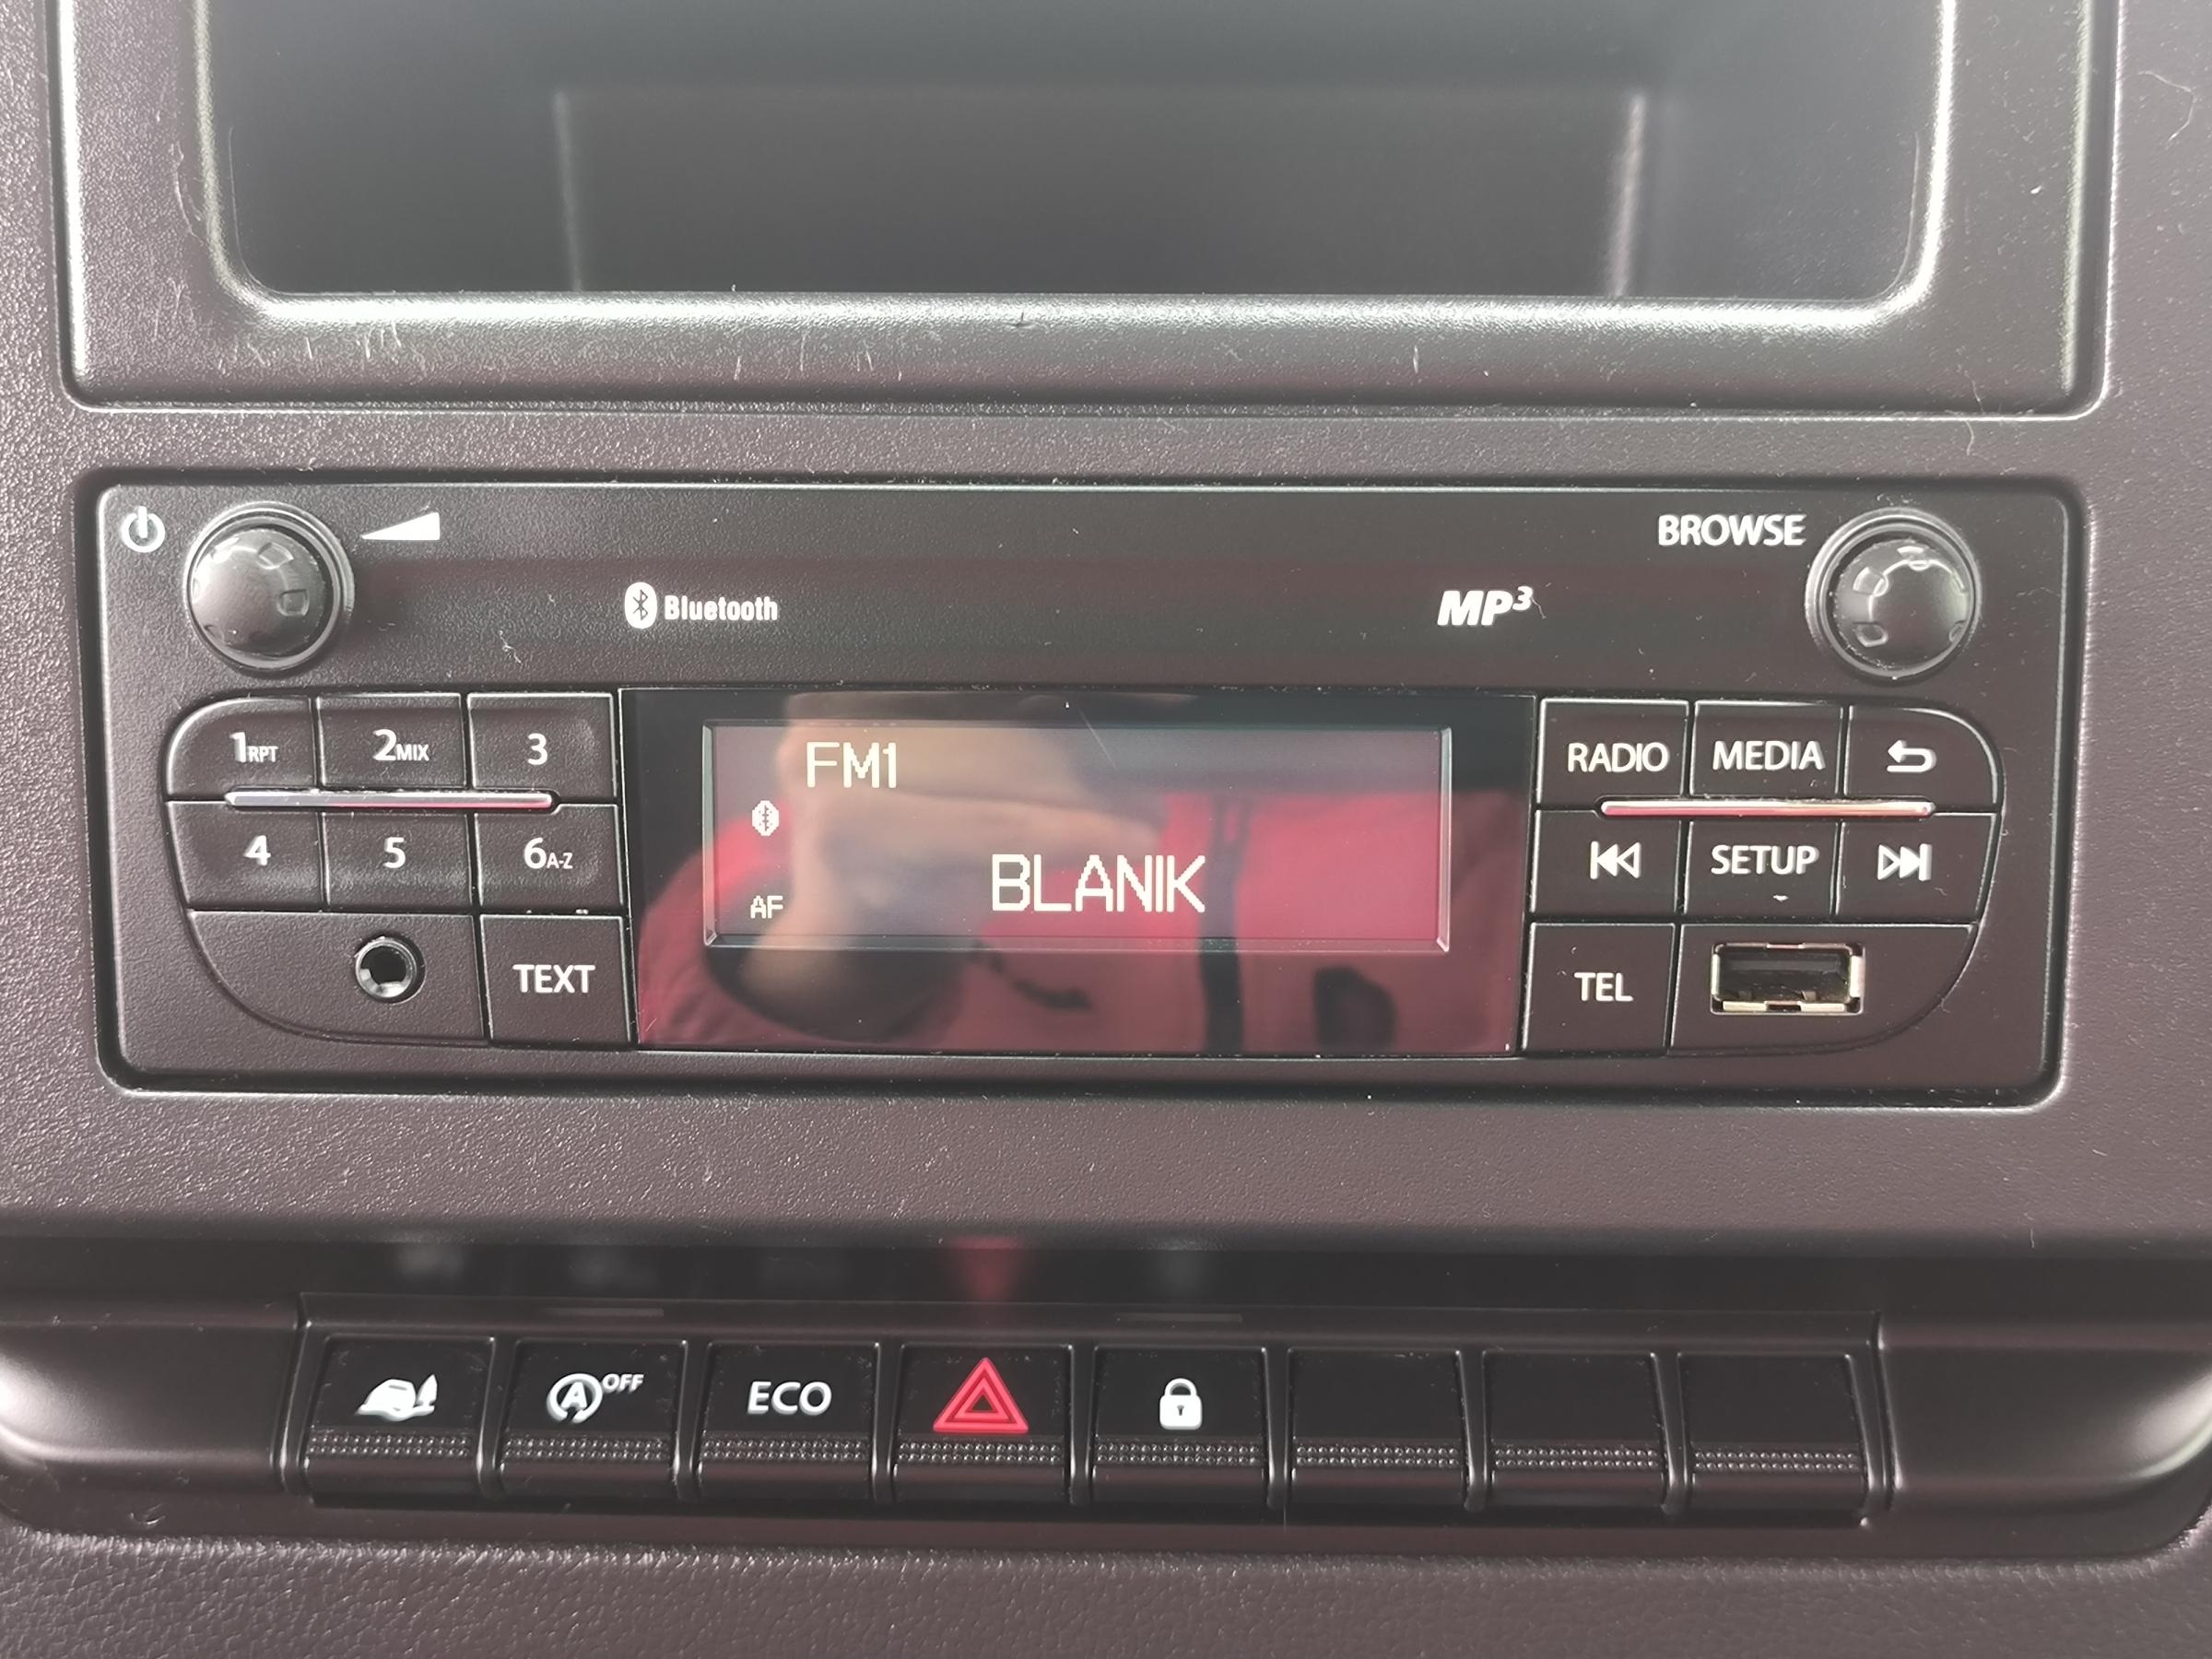 BROWSE
Bluetooth
MP3
1RPT 2MIX 3
FM1
RADIO MEDIA
4 5 6A-Z
AF
BLANIK
SETUP
TEXT
TEL
A OFF
ECO